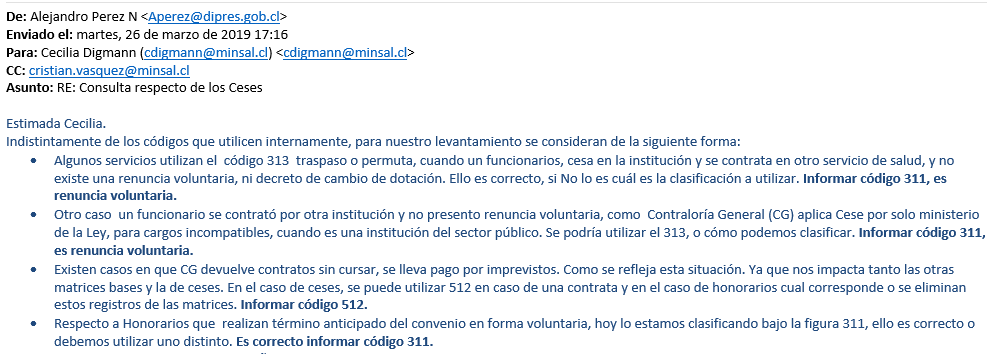 De: Alejandro Perez N <Aperez@dipres.gob.cl>
Enviado el: martes, 26 de marzo de 2019 17:16
Para: Cecilia Digmann (cdigmann@minsal.cl) <cdigmann@minsal.cl>
CC: cristian.vasquez@minsal.cl
Asunto: RE: Consulta respecto de los Ceses
Estimada Cecilia.
Indistintamente de los códigos que utilicen internamente, para nuestro levantamiento se consideran de la siguiente forma:
• Algunos servicios utilizan el código 313 traspaso o permuta, cuando un funcionarios, cesa en la institución y se contrata en otro servicio de salud, y no
existe una renuncia voluntaria, ni decreto de cambio de dotación. Ello es correcto, si No lo es cuál es la clasificación a utilizar. Informar código 311, es
renuncia voluntaria.
• Otro caso un funcionario se contrató por otra institución y no presento renuncia voluntaria, como Contraloría General (CG) aplica Cese por solo ministerio
de la Ley, para cargos incompatibles, cuando es una institución del sector público. Se podría utilizar el 313, o cómo podemos clasificar. Informar código 311,
es renuncia voluntaria.
• Existen casos en que CG devuelve contratos sin cursar, se lleva pago por imprevistos. Como se refleja esta situación. Ya que nos impacta tanto las otras
matrices bases y la de ceses. En el caso de ceses, se puede utilizar 512 en caso de una contrata y en el caso de honorarios cual corresponde o se eliminan
estos registros de las matrices. Informar código 512.
• Respecto a Honorarios que realizan término anticipado del convenio en forma voluntaria, hoy lo estamos clasificando bajo la figura 311, ello es correcto o
debemos utilizar uno distinto. Es correcto informar código 311.